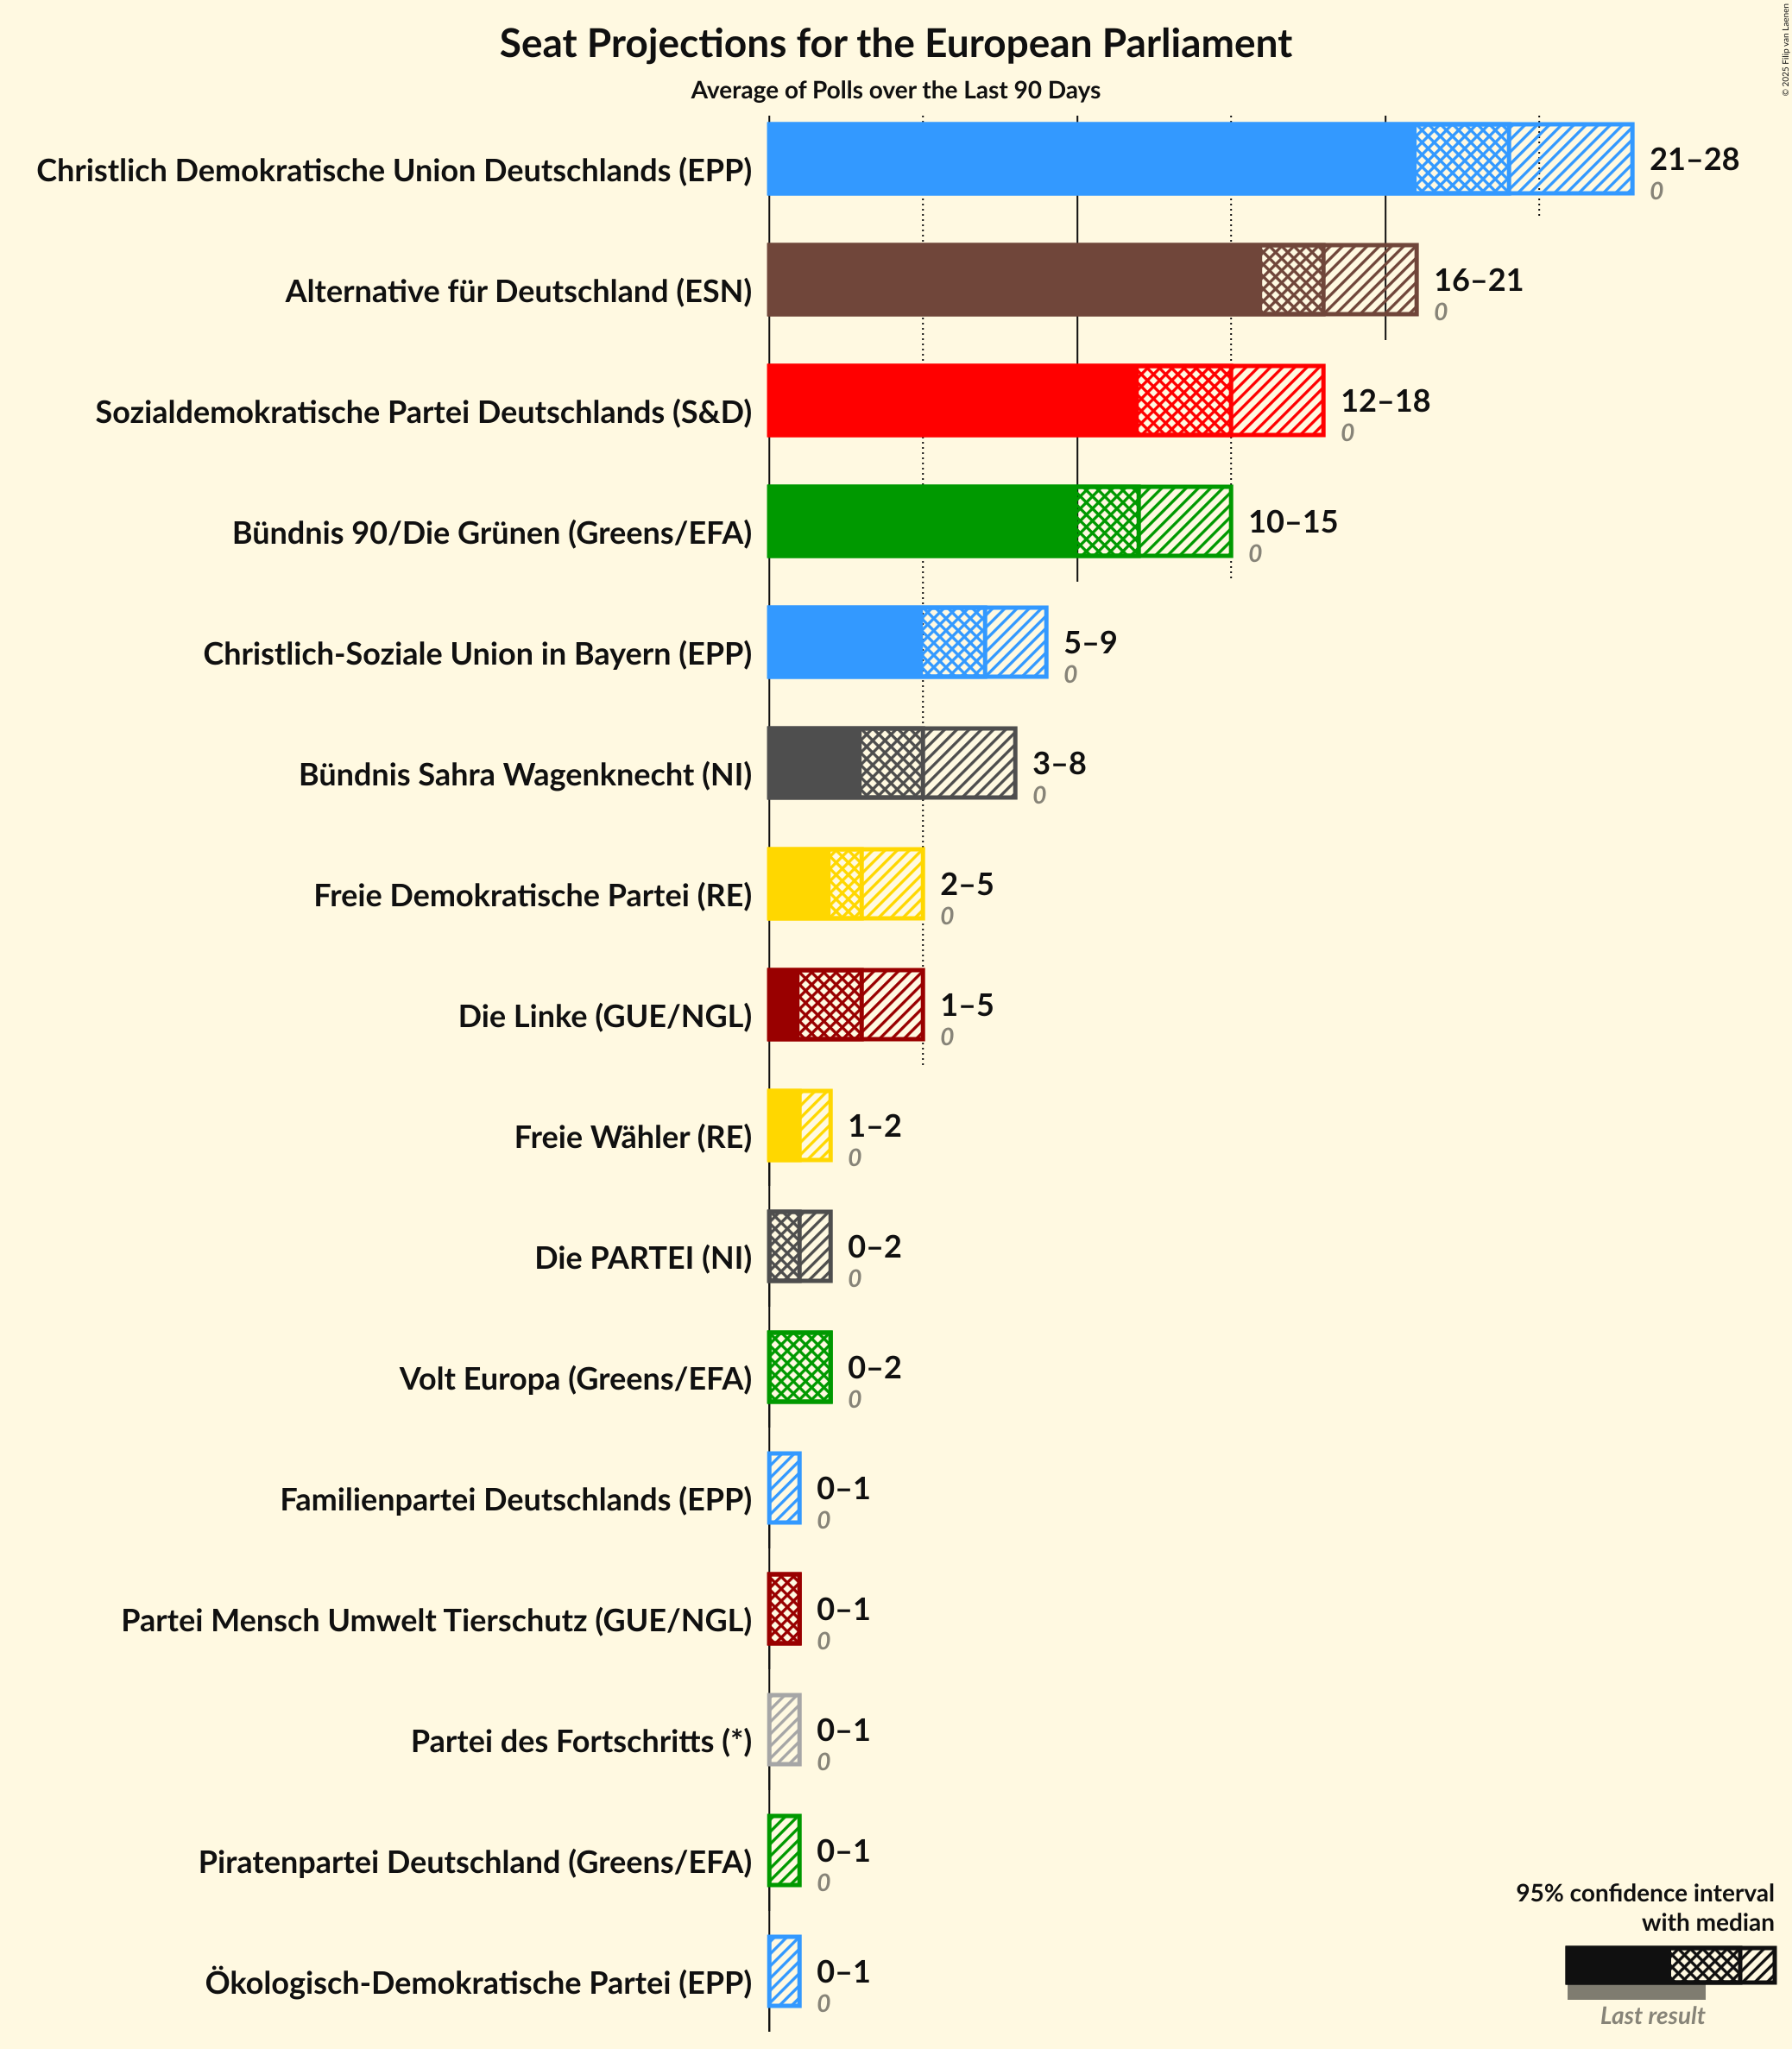 © 2025 Filip van Laenen
Seat Projections for the European Parliament
Average of Polls over the Last 90 Days
Christlich Demokratische Union Deutschlands (EPP)
21–28
0
Alternative für Deutschland (ESN)
16–21
0
Sozialdemokratische Partei Deutschlands (S&D)
12–18
0
Bündnis 90/Die Grünen (Greens/EFA)
10–15
0
Christlich-Soziale Union in Bayern (EPP)
5–9
0
Bündnis Sahra Wagenknecht (NI)
3–8
0
Freie Demokratische Partei (RE)
2–5
0
Die Linke (GUE/NGL)
1–5
0
Freie Wähler (RE)
1–2
0
Die PARTEI (NI)
0–2
0
Volt Europa (Greens/EFA)
0–2
0
Familienpartei Deutschlands (EPP)
0–1
0
Partei Mensch Umwelt Tierschutz (GUE/NGL)
0–1
0
Partei des Fortschritts (*)
0–1
0
Piratenpartei Deutschland (Greens/EFA)
0–1
0
Ökologisch-Demokratische Partei (EPP)
0–1
0
95% confidence interval
with median
Last result